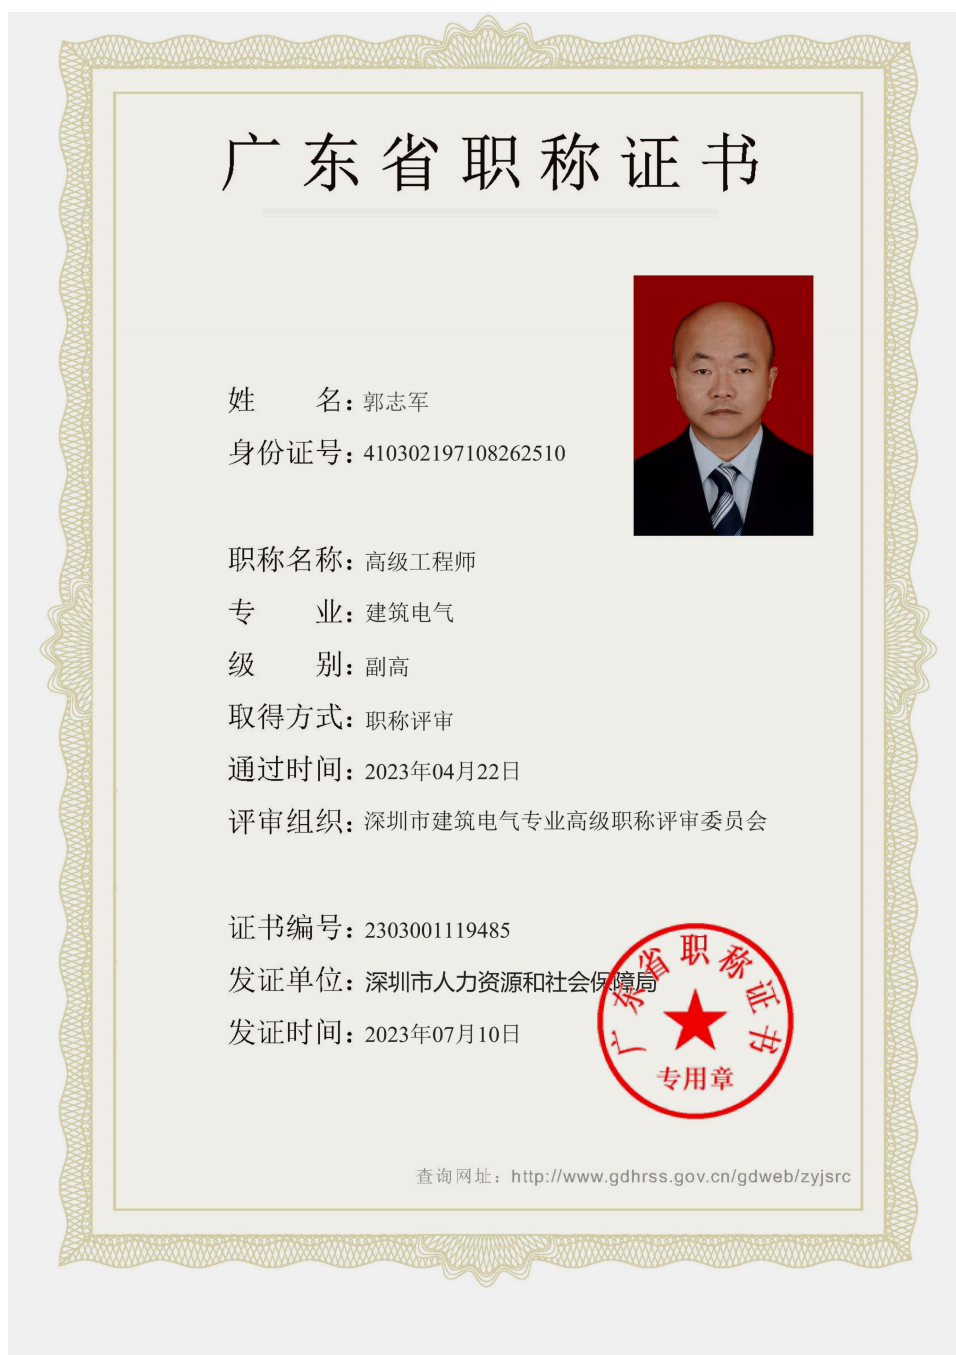 广东省职称证书
姓 名：郭志军
身份证号：410302197108262510
职称名称：高级工程师
专 业：建筑电气
级 别：副高
取得方式：职称评审
通过时间：2023年04月22日
评审组织：深圳市建筑电气专业高级职称评审委员会
证书编号：2303001119485
发证单位：深圳市人力资源和社会保障局
发证时间：2023年07月10日
广东省职称证书
专用章
查询网址：http://www.gdhrss.gov.cn/gdweb/zyjsrc